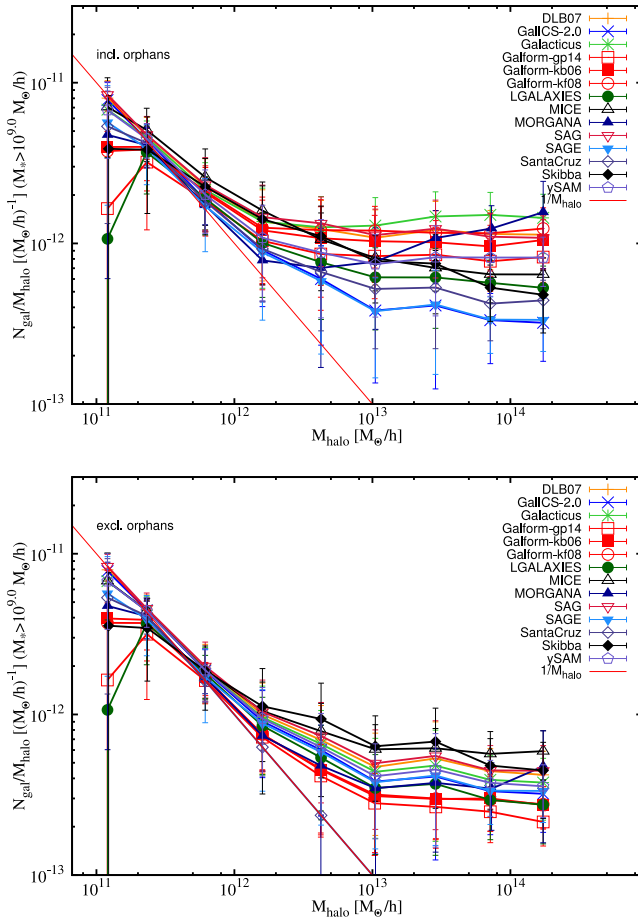 incl. orphans
DLB07
GalICS-2.0
Galacticus
Galform-gp14
Galform-kb06
Galform-kf08
LGALAXIES
MICE
MORGANA
SAG
SAGE
SantaCruz
Skibba
ySAM
1/M_halo
N_gal/M_halo [(M_⊙/h)^-1] (M_*>10^9.0 M_⊙/h)
10^-11
10^-12
10^-13
10^11 10^12 10^13 10^14
M_halo [M_⊙/h]
excl. orphans
DLB07
GalICS-2.0
Galacticus
Galform-gp14
Galform-kb06
Galform-kf08
LGALAXIES
MICE
MORGANA
SAG
SAGE
SantaCruz
Skibba
ySAM
1/M_halo
N_gal/M_halo [(M_⊙/h)^-1] (M_*>10^9.0 M_⊙/h)
10^-11
10^-12
10^-13
10^11 10^12 10^13 10^14
M_halo [M_⊙/h]